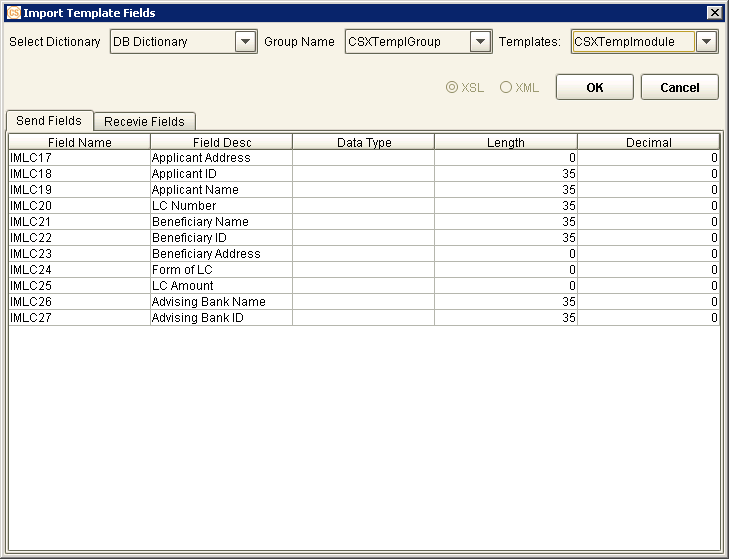 CS Import Template Fields
Select Dictionary DB Dictionary Group Name CSXTemplGroup Templates: CSXTemplmodule
XSL XML OK Cancel
Send Fields Recevie Fields
Field Name Field Desc Data Type Length Decimal
IMLC17 Applicant Address 0 0
IMLC18 Applicant ID 35 0
IMLC19 Applicant Name 35 0
IMLC20 LC Number 35 0
IMLC21 Beneficiary Name 35 0
IMLC22 Beneficiary ID 35 0
IMLC23 Beneficiary Address 0 0
IMLC24 Form of LC 0 0
IMLC25 LC Amount 0 0
IMLC26 Advising Bank Name 35 0
IMLC27 Advising Bank ID 35 0